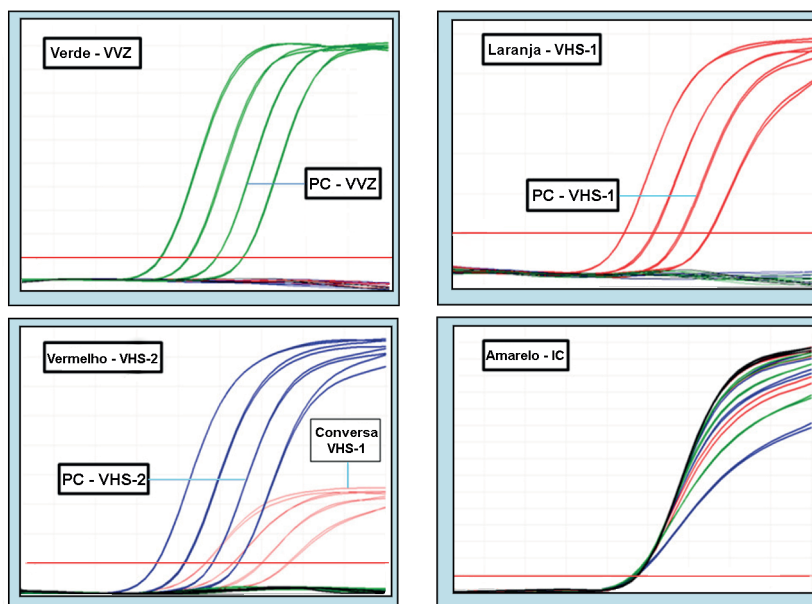 Verde - VVZ
PC - VVZ
Laranja - VHS-1
PC - VHS-1
Vermelho - VHS-2
PC - VHS-2
Conversa
VHS-1
Amarelo - IC